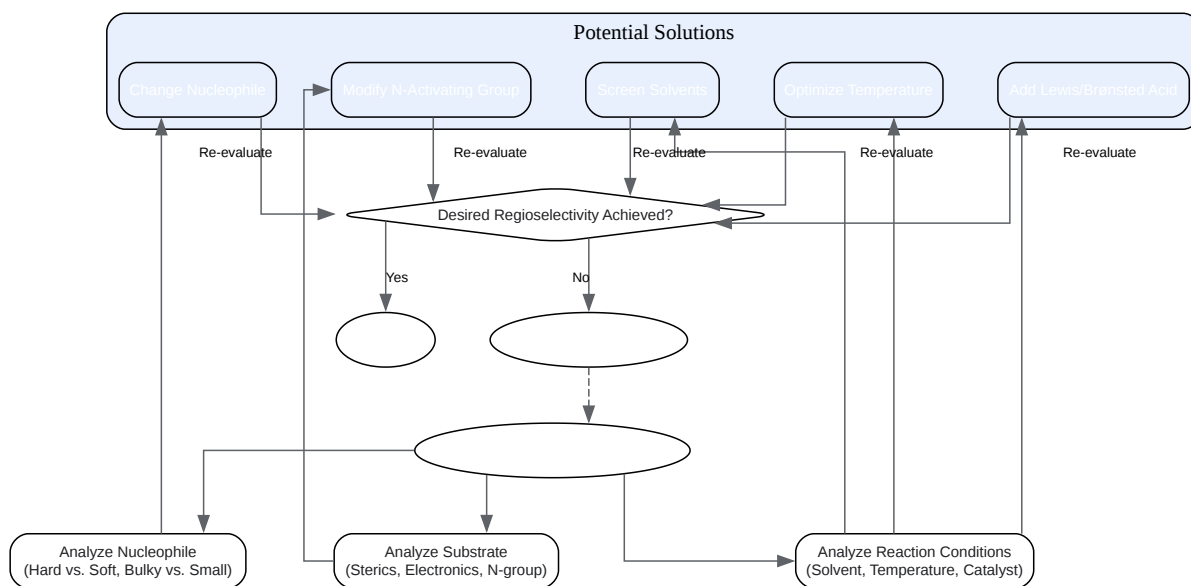 Potential Solutions
Change Nucleophile
Modify N-Activating Group
Screen Solvents
Optimize Temperature
Add Lewis/Brønsted Acid
Re-evaluate
Re-evaluate
Re-evaluate
Re-evaluate
Re-evaluate
Desired Regioselectivity Achieved?
Yes
No
Analyze Nucleophile
(Hard vs. Soft, Bulky vs. Small)
Analyze Substrate
(Sterics, Electronics, N-group)
Analyze Reaction Conditions
(Solvent, Temperature, Catalyst)